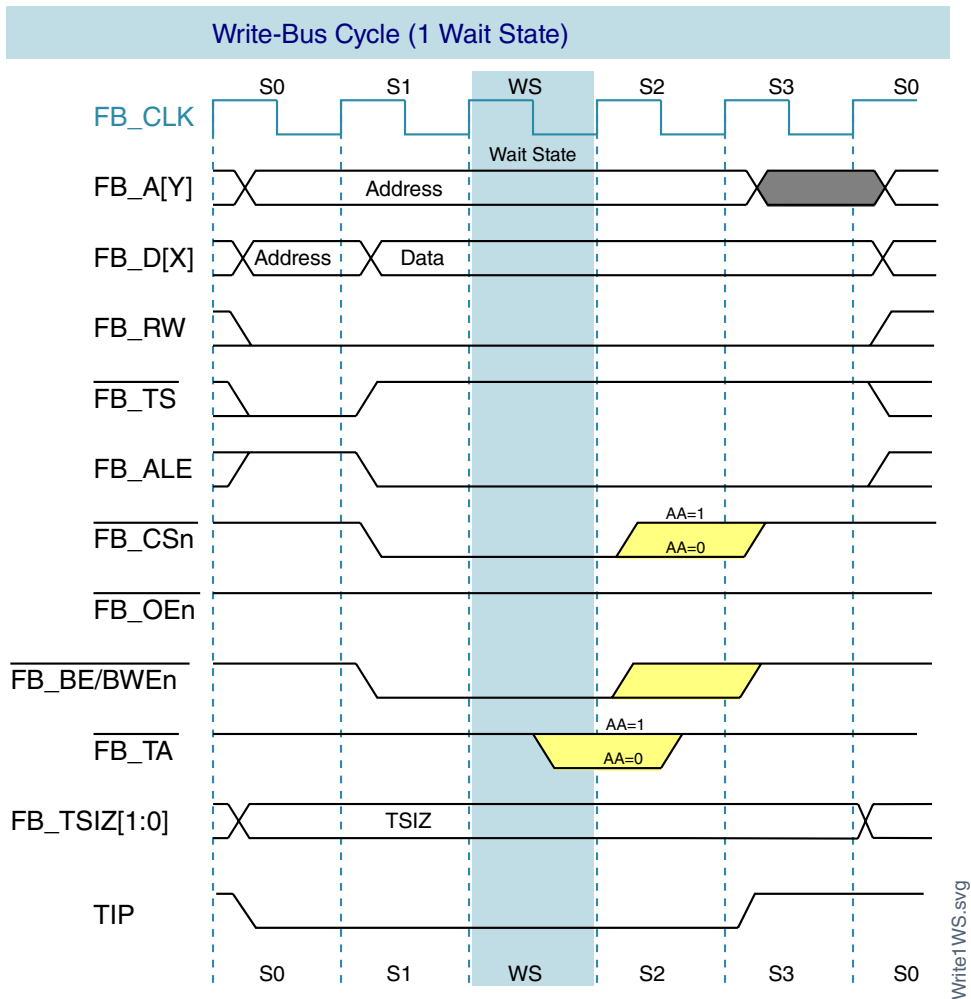 Write-Bus Cycle (1 Wait State)
S0 S1 WS S2 S3 S0
FB_CLK
Wait State
FB_A[Y] Address
FB_D[X] Address Data
FB_RW
FB_TS
FB_ALE
AA=1
FB_CSn AA=0
FB_OEn
FB_BE/BWEn
AA=1
FB_TA AA=0
FB_TSIZ[1:0] TSIZ
TIP
S0 S1 WS S2 S3 S0
Write1WS.svg